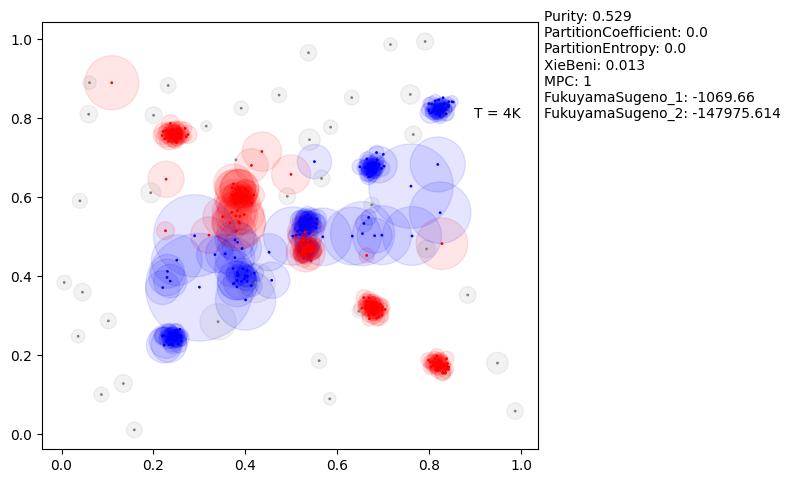 Purity: 0.529
PartitionCoefficient: 0.0
PartitionEntropy: 0.0
XieBeni: 0.013
MPC: 1
FukuyamaSugeno_1: -1069.66
FukuyamaSugeno_2: -147975.614
T = 4K
1.0
0.8
0.6
0.4
0.2
0.0
0.0 0.2 0.4 0.6 0.8 1.0